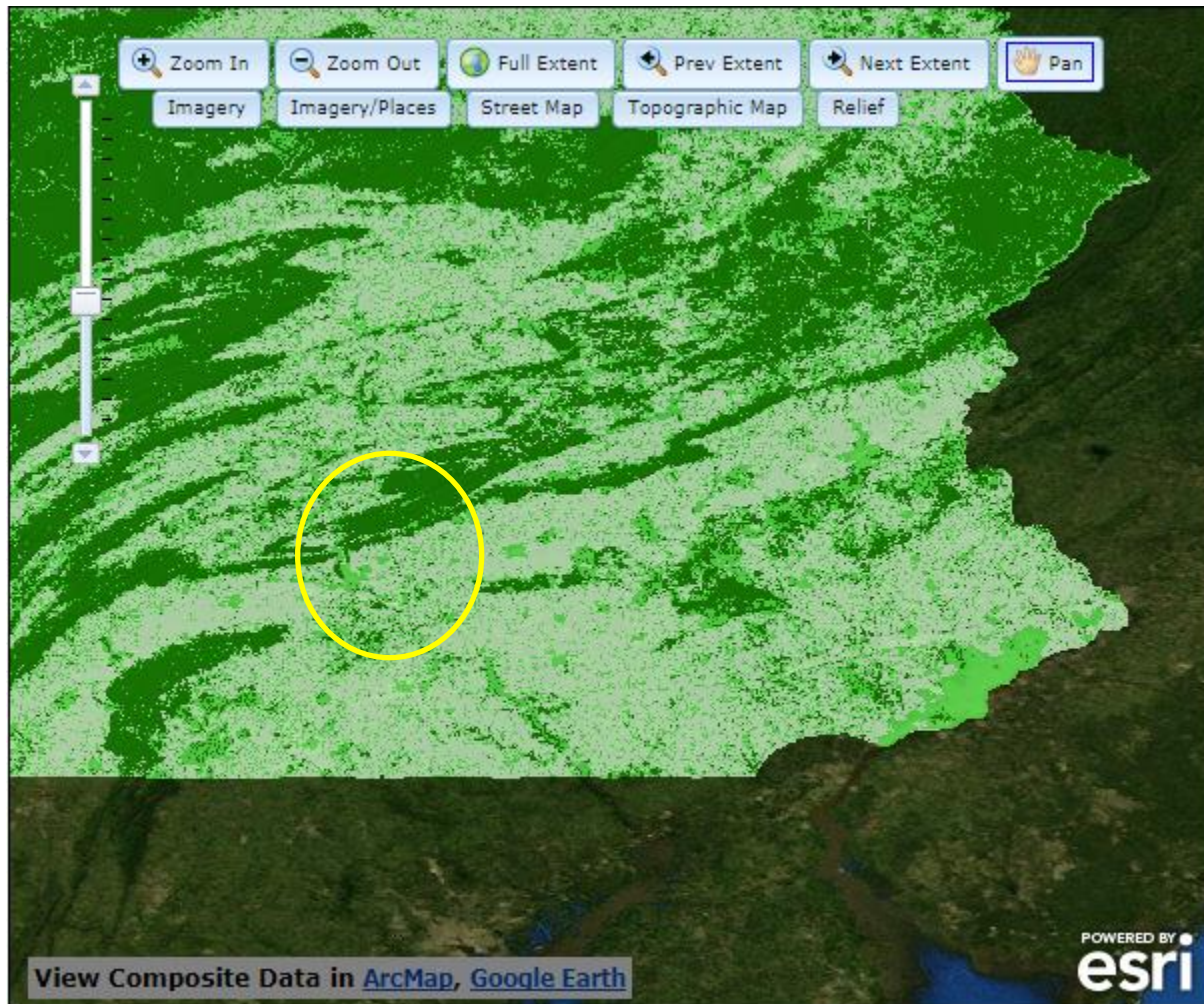 Zoom In Zoom Out Full Extent Prev Extent Next Extent Pan
Imagery Imagery/Places Street Map Topographic Map Relief
View Composite Data in ArcMap, Google Earth
POWERED BY
esri